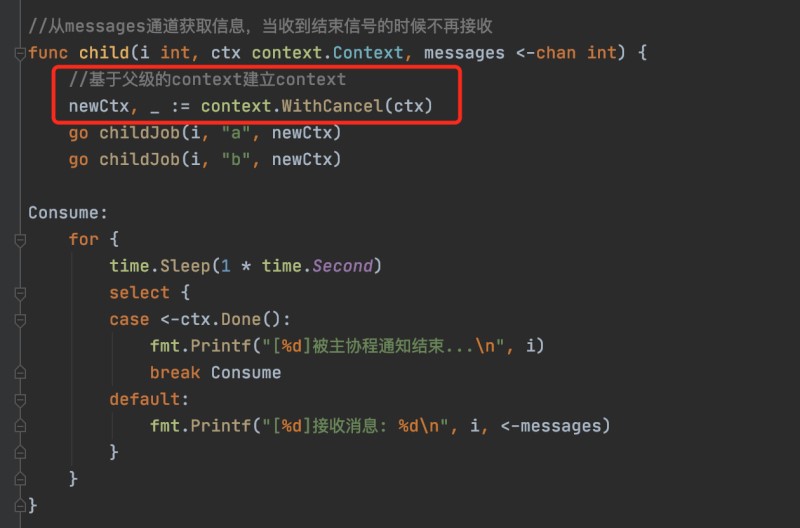 //从messages通道获取信息，当收到结束信号的时候不再接收
func child(i int, ctx context.Context, messages <-chan int) {
    //基于父级的context建立context
    newCtx, _ := context.WithCancel(ctx)
    go childJob(i, "a", newCtx)
    go childJob(i, "b", newCtx)
Consume:
    for {
        time.Sleep(1 * time.Second)
        select {
        case <-ctx.Done():
            fmt.Printf("[%d]被主协程通知结束...\n", i)
            break Consume
        default:
            fmt.Printf("[%d]接收消息: %d\n", i, <-messages)
        }
    }
}